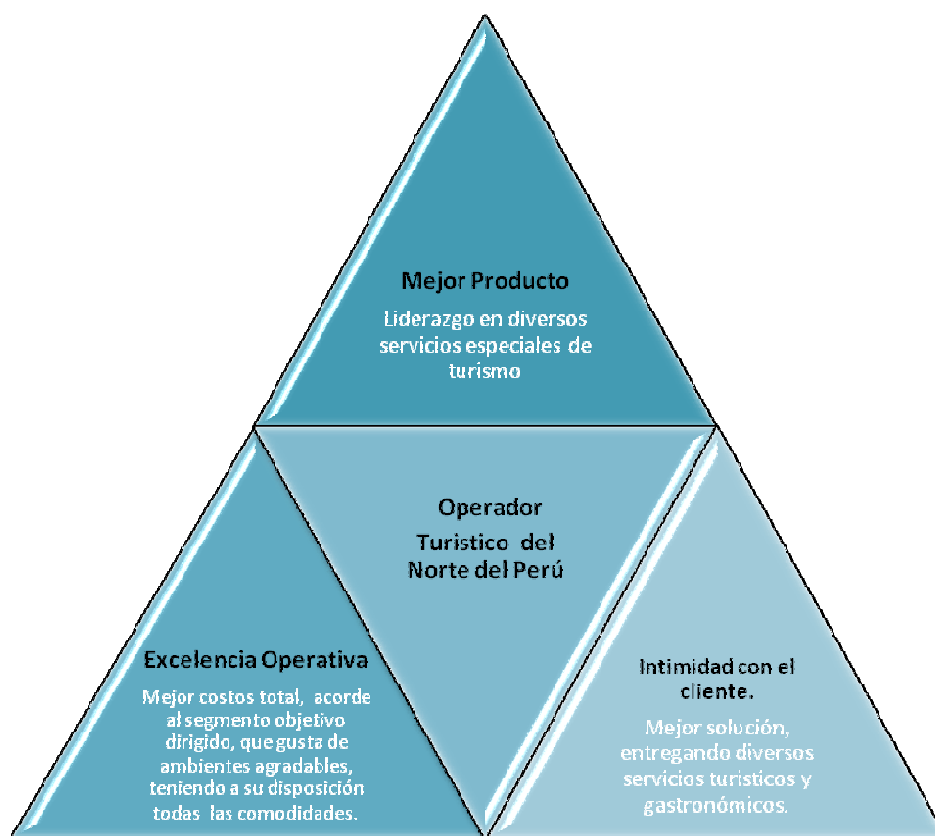 Mejor Producto
Liderazgo en diversos
servicios especiales de
turismo
Operador
Turistico del
Norte del Perú
Excelencia Operativa
Mejor costos total, acorde
al segmento objetivo
dirigido, que gusta de
ambientes agradables,
teniendo a su disposición
todas las comodidades.
Intimidad con el
cliente.
Mejor solución,
entregando diversos
servicios turisticos y
gastronómicos.